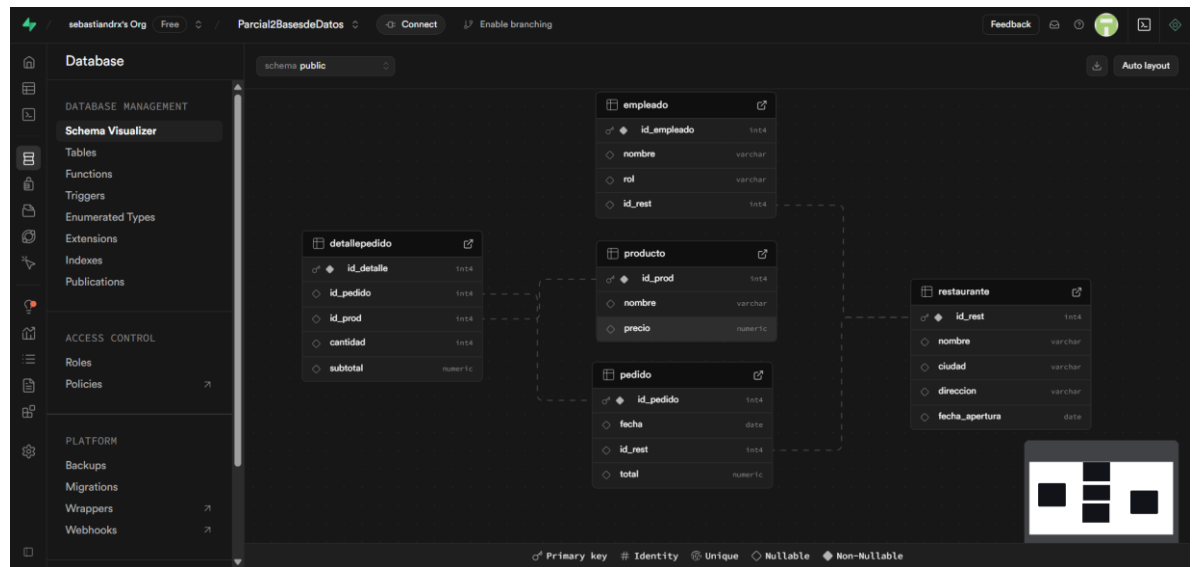 sebastiandrx's Org Free / ParcialI2BasesdeDatos Connect Enable branching Feedback
Database
schema public Auto layout
DATABASE MANAGEMENT
Schema Visualizer
Tables
Functions
Triggers
Enumerated Types
Extensions
Indexes
Publications
ACCESS CONTROL
Roles
Policies
PLATFORM
Backups
Migrations
Wrappers
Webhooks
empleado
id_empleado int4
nombre varchar
rol varchar
id_rest int4
detallepedido
id_detalle int4
id_pedido int4
id_prod int4
cantidad int4
subtotal numeric
producto
id_prod int4
nombre varchar
precio numeric
pedido
id_pedido int4
fecha date
id_rest int4
total numeric
restaurante
id_rest int4
nombre varchar
ciudad varchar
direccion varchar
fecha_apertura date
Primary key # Identity Unique Nullable Non-Nullable